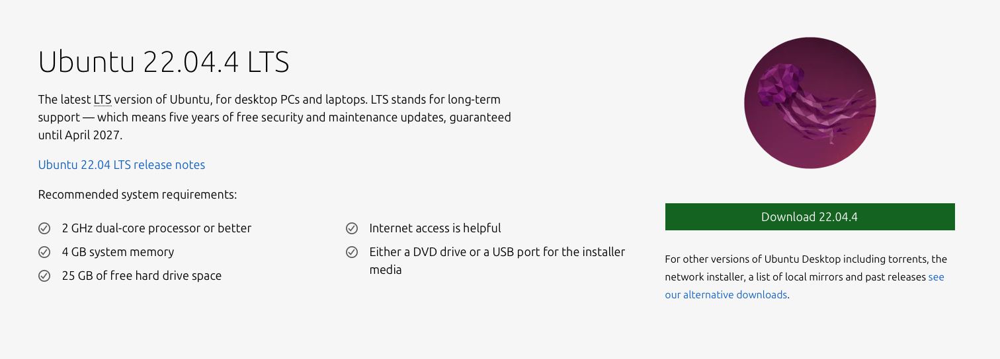 Ubuntu 22.04.4 LTS
The latest LTS version of Ubuntu, for desktop PCs and laptops. LTS stands for long-term
support — which means five years of free security and maintenance updates, guaranteed
until April 2027.
Ubuntu 22.04 LTS release notes
Recommended system requirements:
2 GHz dual-core processor or better
4 GB system memory
25 GB of free hard drive space
Internet access is helpful
Either a DVD drive or a USB port for the installer
media
Download 22.04.4
For other versions of Ubuntu Desktop including torrents, the
network installer, a list of local mirrors and past releases see
our alternative downloads.